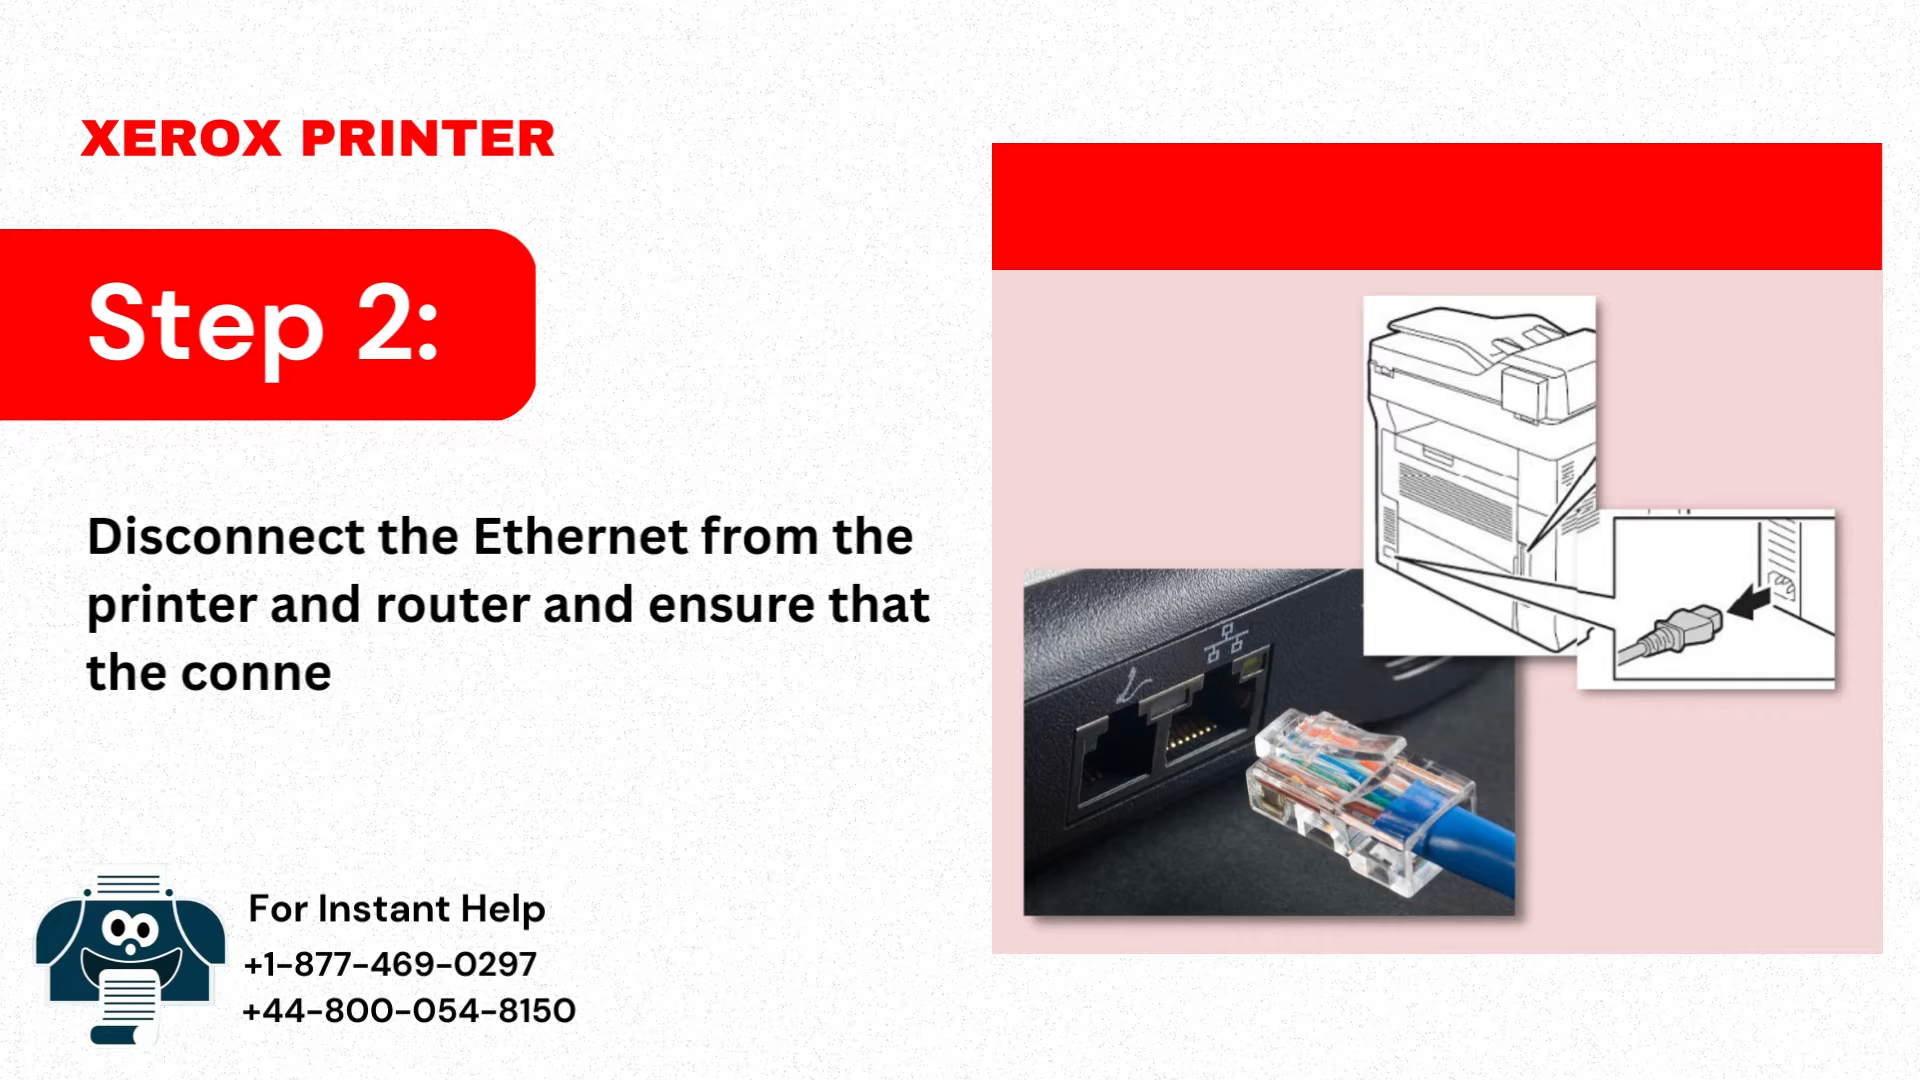 XEROX PRINTER
Step 2:
Disconnect the Ethernet from the
printer and router and ensure that
the conne
For Instant Help
+1-877-469-0297
+44-800-054-8150